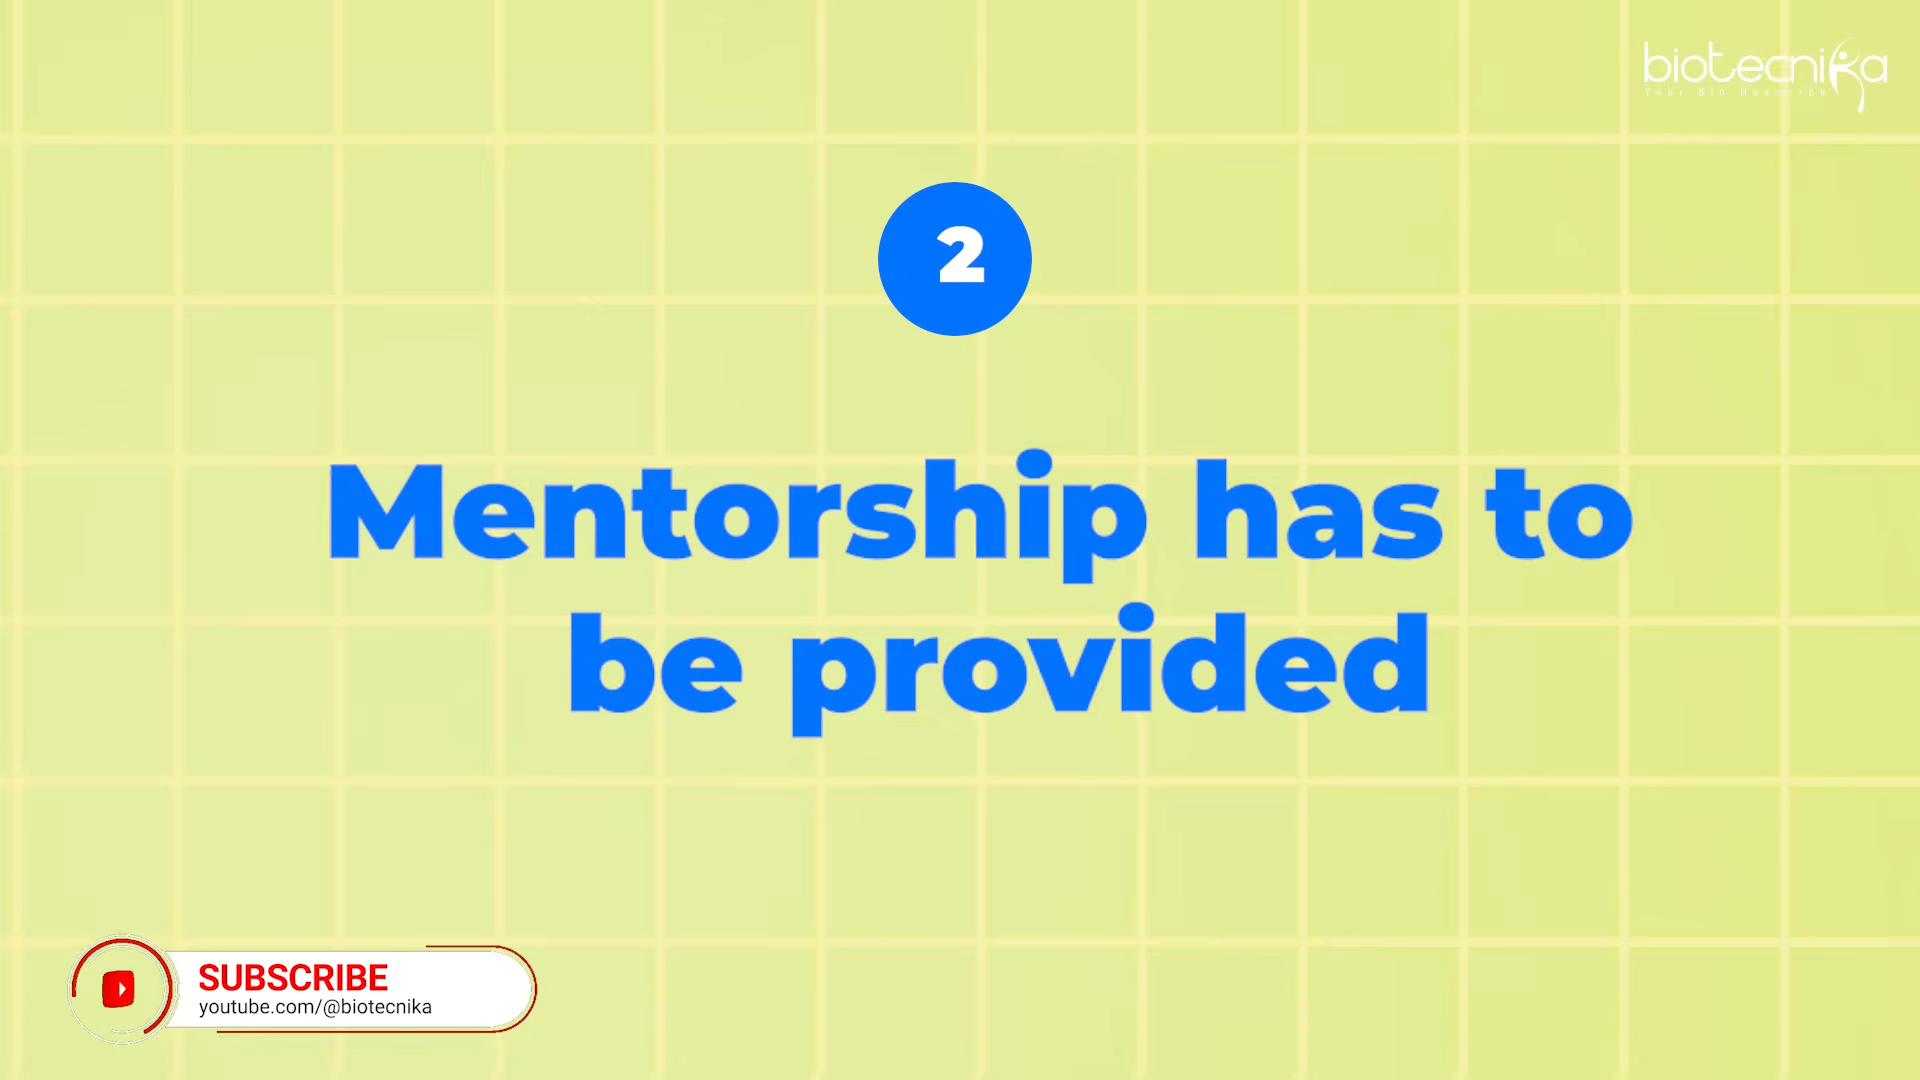 biotecnika
2
Mentorship has to
be provided
SUBSCRIBE
youtube.com/@biotecnika